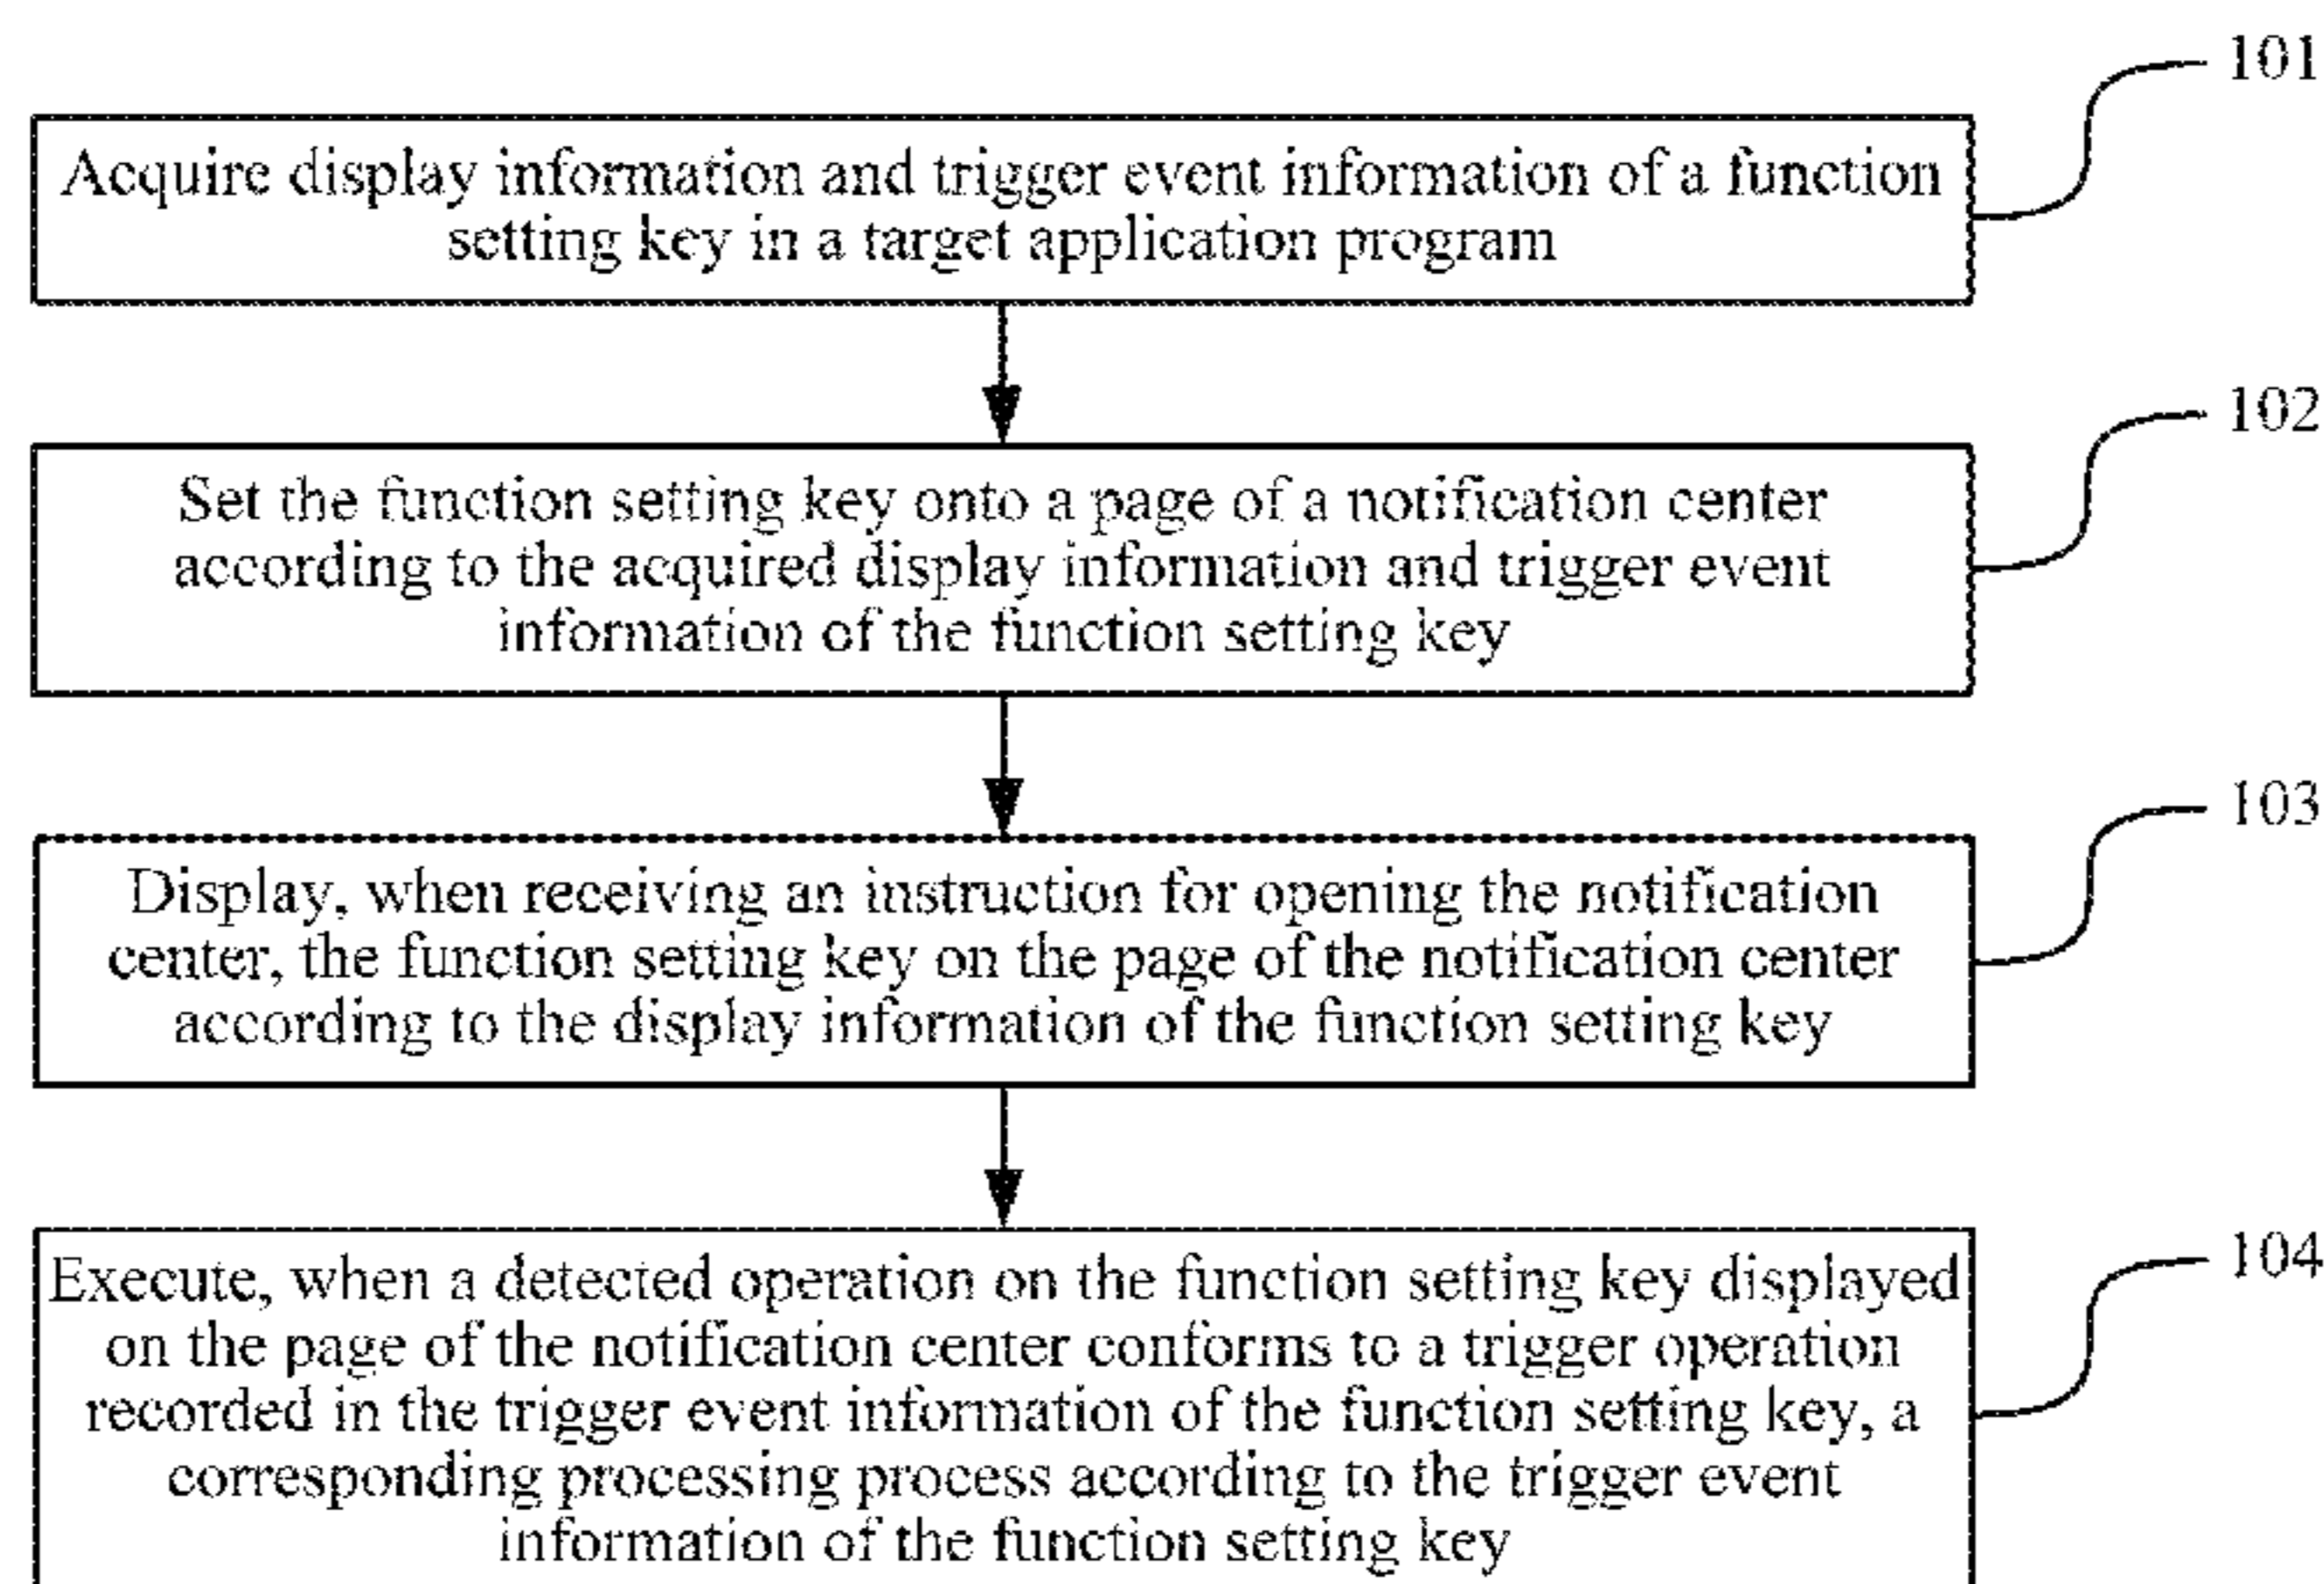 101
Acquire display information and trigger event information of a function
setting key in a target application program
102
Set the function setting key onto a page of a notification center
according to the acquired display information and trigger event
information of the function setting key
103
Display, when receiving an instruction for opening the notification
center, the function setting key on the page of the notification center
according to the display information of the function setting key
104
Execute, when a detected operation on the function setting key displayed
on the page of the notification center conforms to a trigger operation
recorded in the trigger event information of the function setting key, a
corresponding processing process according to the trigger event
information of the function setting key